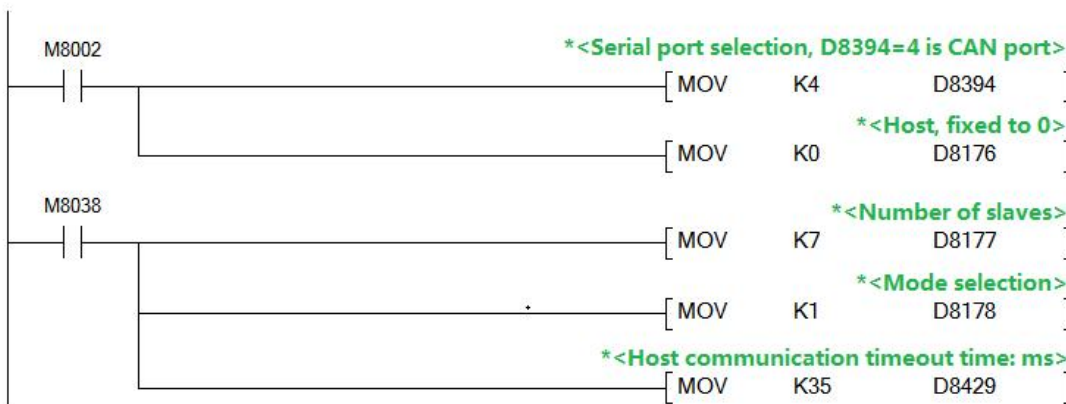 M8002
*<Serial port selection, D8394=4 is CAN port>
[ MOV K4 D8394 ]
*<Host, fixed to 0>
[ MOV K0 D8176 ]
M8038
*<Number of slaves>
[ MOV K7 D8177 ]
*<Mode selection>
[ MOV K1 D8178 ]
*<Host communication timeout time: ms>
[ MOV K35 D8429 ]